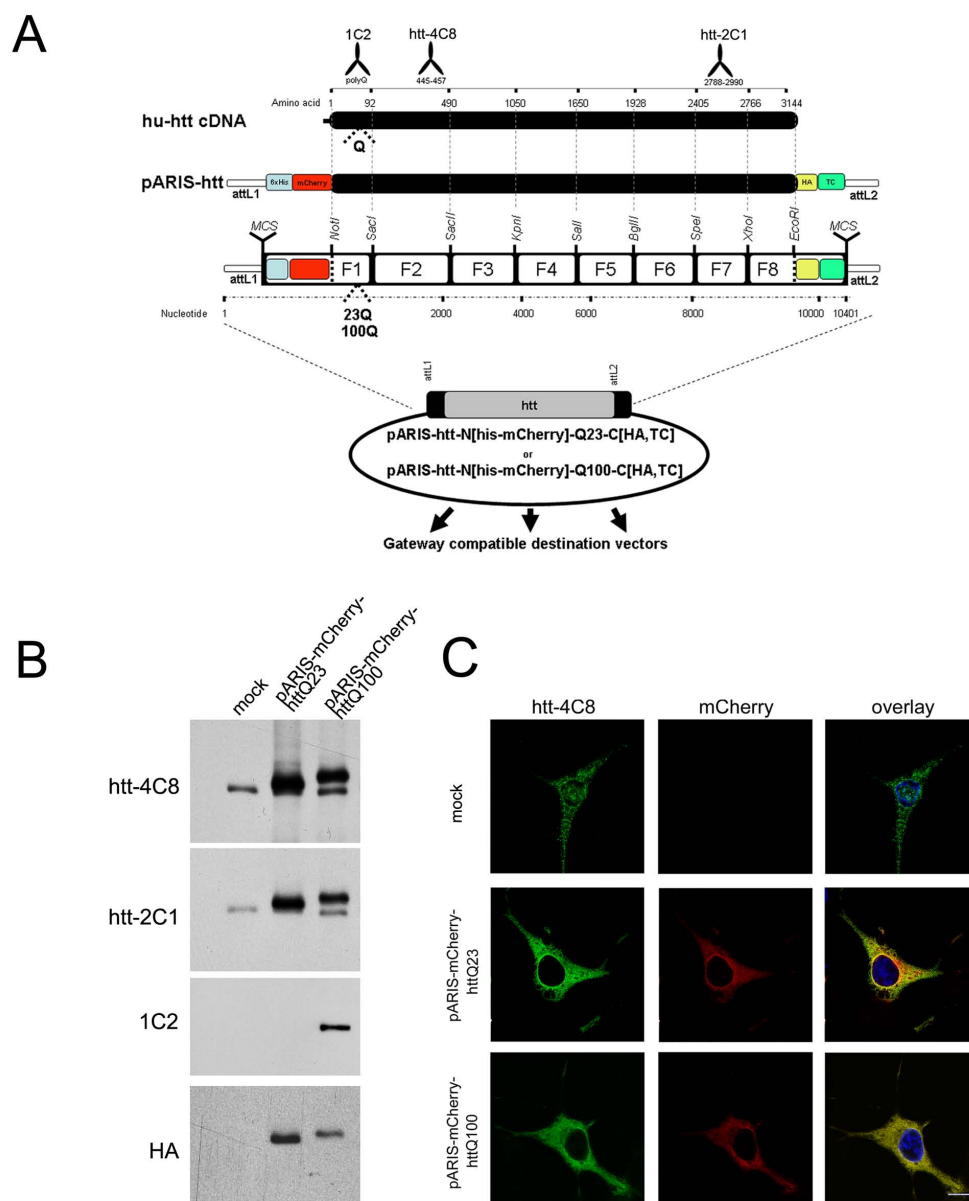 A
1C2
htt-4C8
htt-2C1
polyQ
445-457
2788-2990
Amino acid 1 92 490 1050 1650 1928 2405 2766 3144
hu-htt cDNA
Q
pARIS-htt
attL1 6xHis mCherry HA TC attL2
MCS NotI SacI SacII KpnI SalI BglII SpeI XhoI EcoRI MCS
attL1 F1 F2 F3 F4 F5 F6 F7 F8 attL2
Nucleotide 1 2000 4000 6000 8000 10000 10401
23Q
100Q
attL1 attL2
htt
pARIS-htt-N[his-mCherry]-Q23-C[HA,TC]
or
pARIS-htt-N[his-mCherry]-Q100-C[HA,TC]
Gateway compatible destination vectors
B
mock
pARIS-mCherry-
httQ23
pARIS-mCherry-
httQ100
htt-4C8
htt-2C1
1C2
HA
C
htt-4C8 mCherry overlay
mock
pARIS-mCherry-
httQ23
pARIS-mCherry-
httQ100